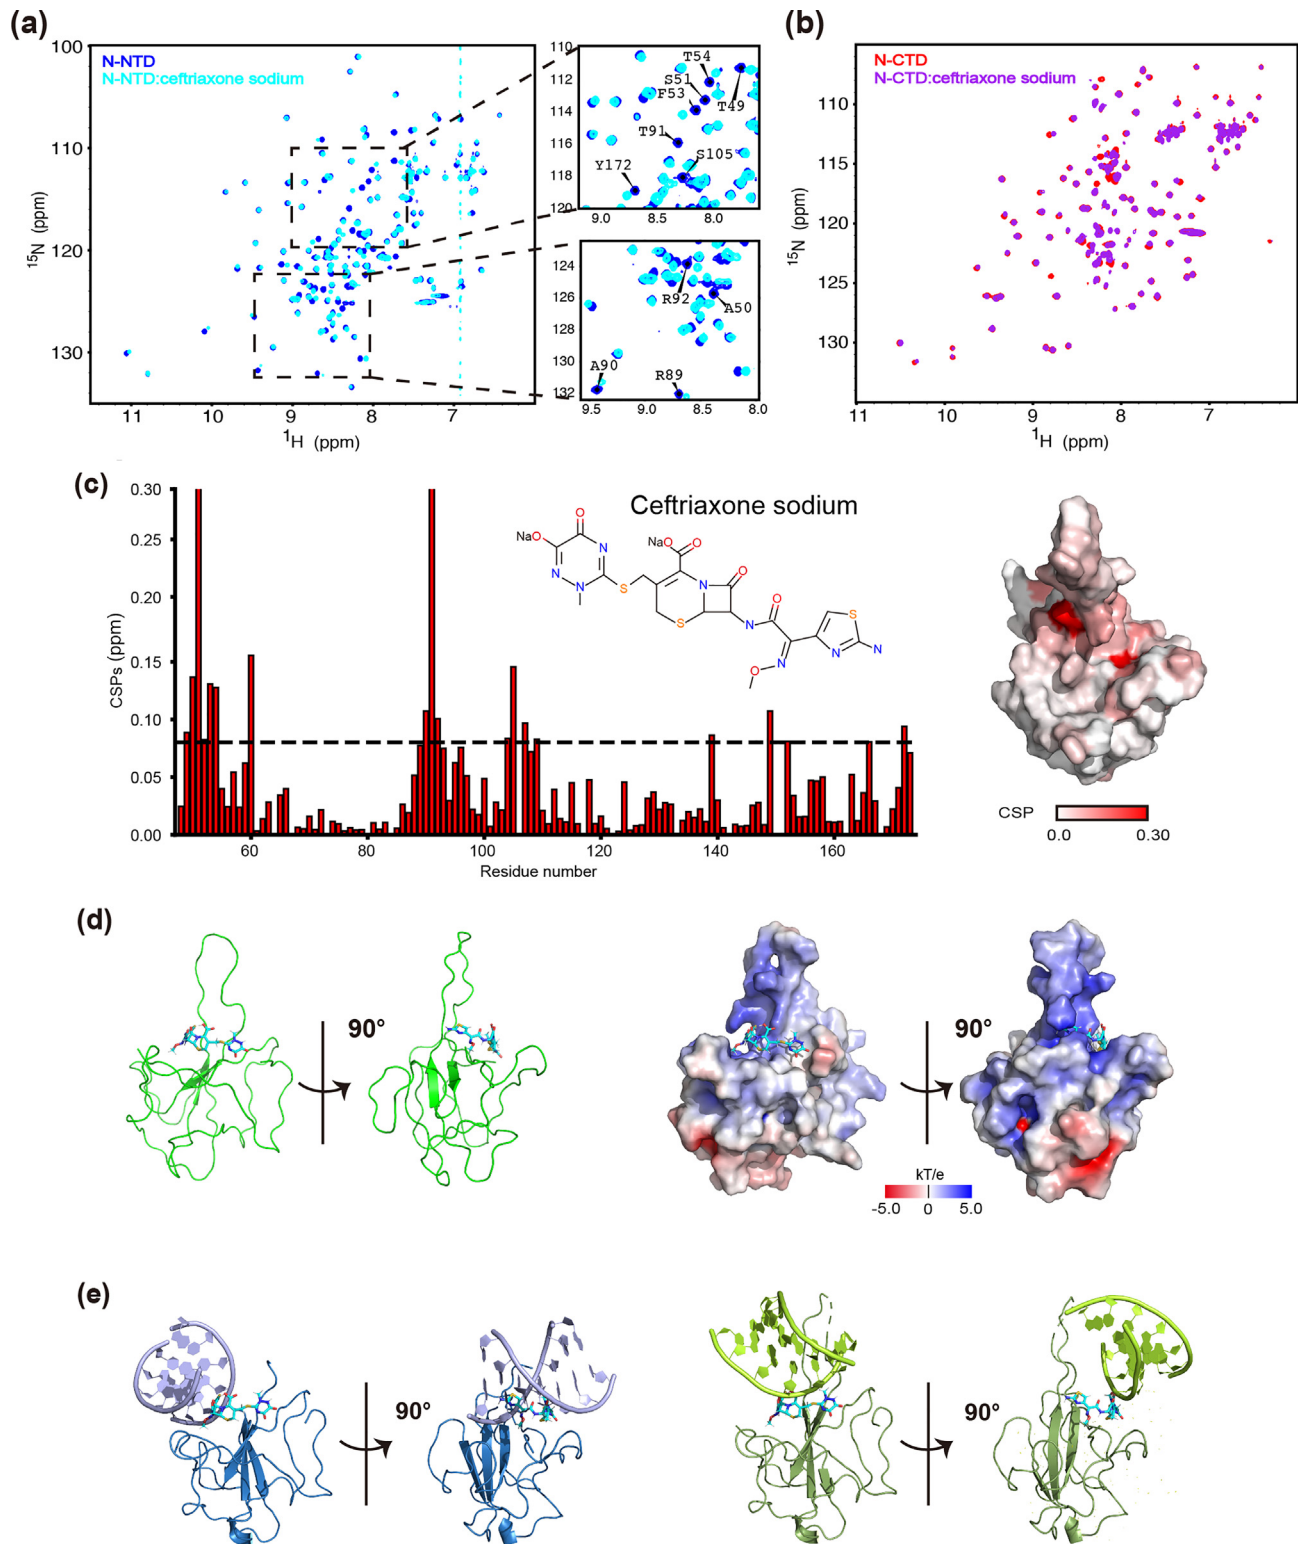 (a)
N-NTD
N-NTD:ceftriaxone sodium
100
110
120
130
15N (ppm)
11
10
9
8
7
1H (ppm)
110
112
114
116
118
120
T54
S51
F53
T49
T91
S105
Y172
9.0
8.5
8.0
124
126
128
130
132
R92
A50
A90
R89
9.5
9.0
8.5
8.0
(b)
N-CTD
N-CTD:ceftriaxone sodium
110
115
120
125
130
15N (ppm)
11
10
9
8
7
1H (ppm)
(c)
0.30
0.25
0.20
0.15
0.10
0.05
0.00
CSPs (ppm)
60
80
100
120
140
160
Residue number
Ceftriaxone sodium
O
NaO
N
N
N
S
NaO
O
N
O
S
N
O
S
N
N
O
N
CSP
0.0
0.30
(d)
90°
90°
kT/e
-5.0
0
5.0
(e)
90°
90°